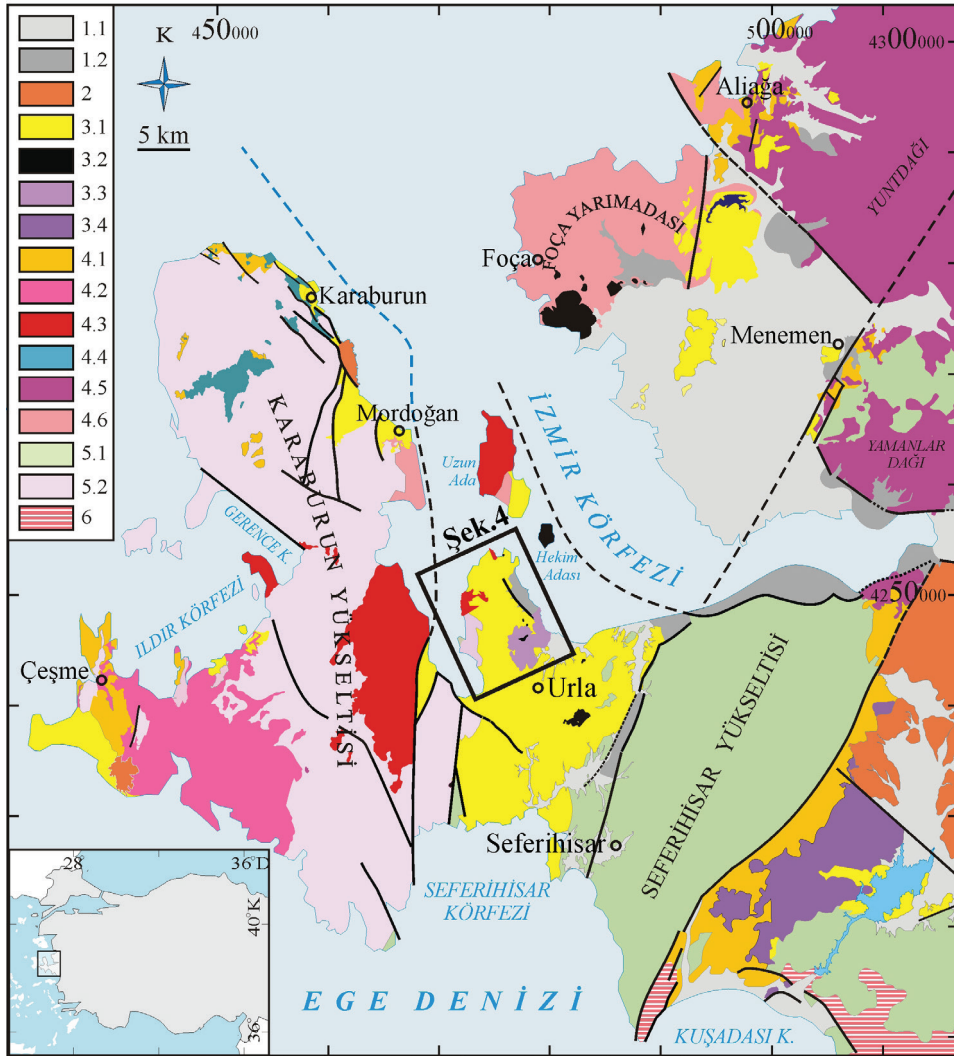 1.1
1.2
2
3.1
3.2
3.3
3.4
4.1
4.2
4.3
4.4
4.5
4.6
5.1
5.2
6
K
5 km
450000
500000
4300000
Aliağa
YUNTDAĞI
FOÇA YARIMADASI
Foça
Karaburun
Menemen
Mordoğan
YAMANLAR
DAĞI
Uzun
Ada
İZMİR KÖRFEZİ
KARABURUN YÜKSELTİSİ
GERENCE K.
Şek.4
Hekim
Adası
ILDIR KÖRFEZİ
4250000
Çeşme
Urla
SEFERİHİSAR YÜKSELTİSİ
Seferihisar
SEFERİHİSAR
KÖRFEZİ
28
36°D
40°K
36°
EGE DENİZİ
KUŞADASI K.